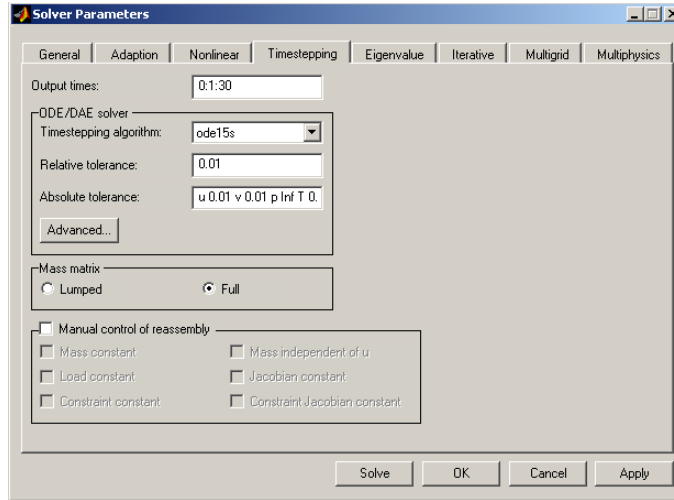 Solver Parameters
General Adaption Nonlinear Timestepping Eigenvalue Iterative Multigrid Multiphysics
Output times: 0:1:30
ODE/DAE solver
Timestepping algorithm: ode15s
Relative tolerance: 0.01
Absolute tolerance: u 0.01 v 0.01 p Inf T 0.
Advanced...
Mass matrix
Lumped Full
Manual control of reassembly
Mass constant Mass independent of u
Load constant Jacobian constant
Constraint constant Constraint Jacobian constant
Solve OK Cancel Apply